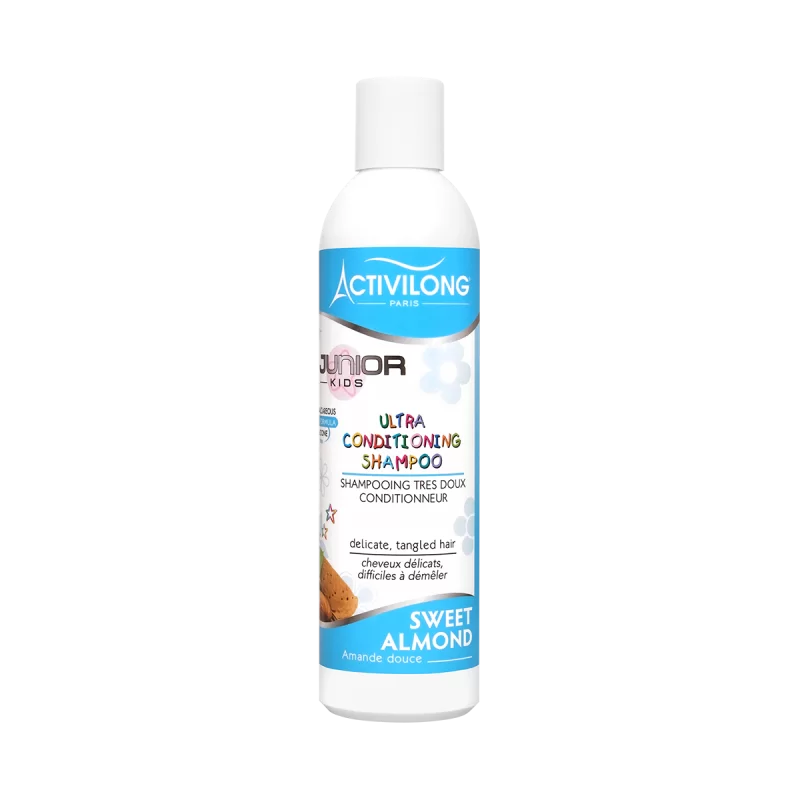 ACTIVILONG
PARIS
JUNIOR
KIDS
ULTRA
CONDITIONING
SHAMPOO
SHAMPOOING TRES DOUX
CONDITIONNEUR
delicate, tangled hair
cheveux délicats,
difficiles à démêler
SWEET
ALMOND
Amande douce